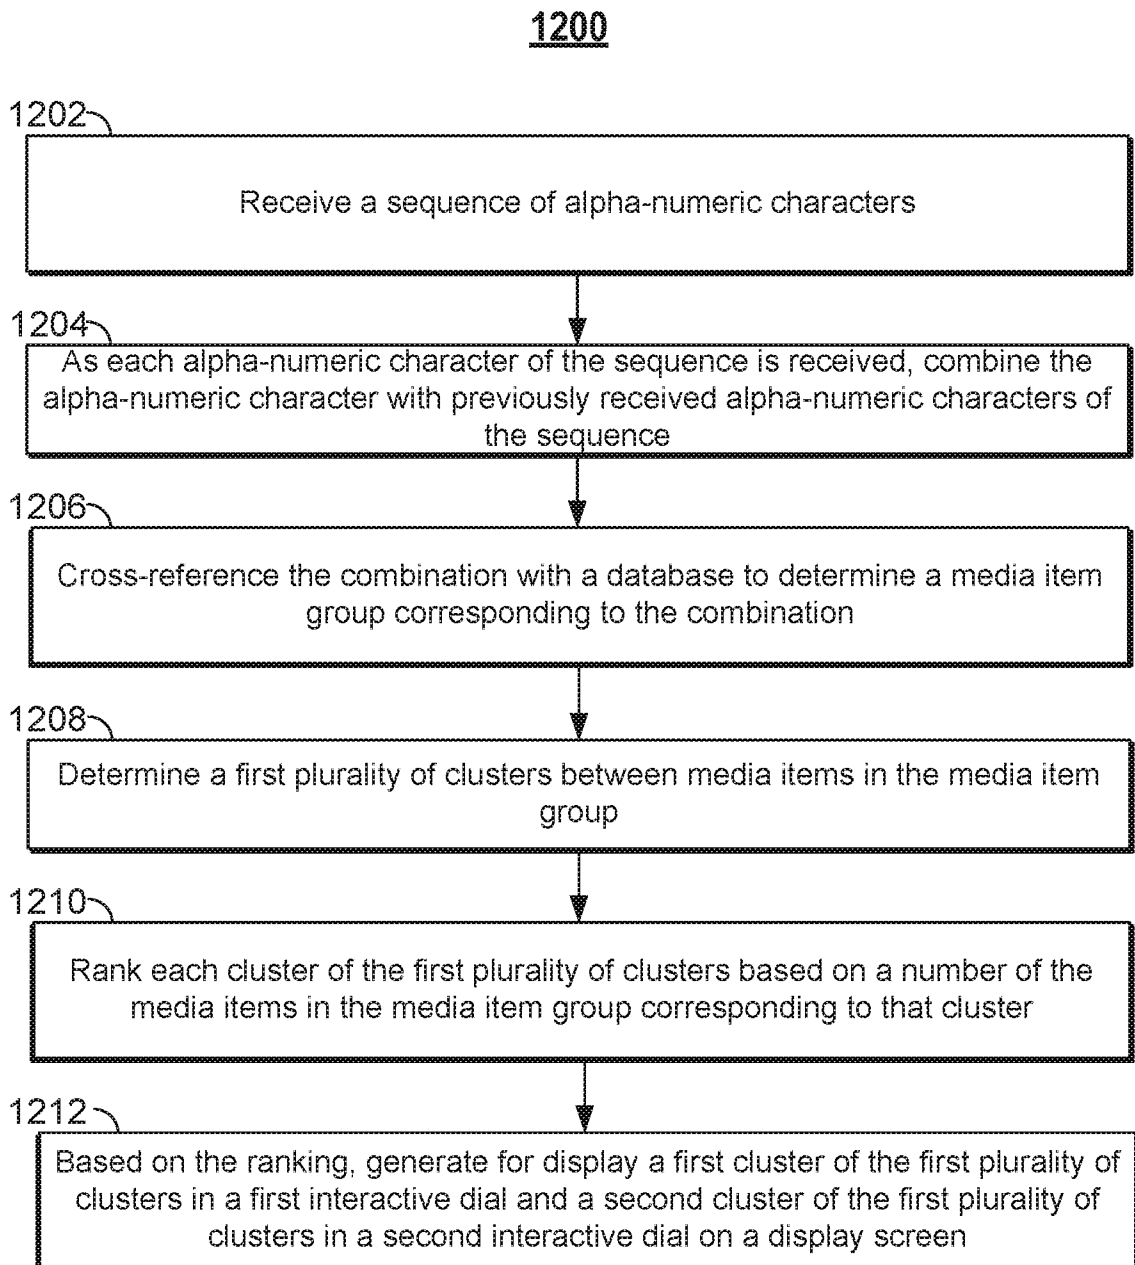 1200
1202
Receive a sequence of alpha-numeric characters
1204
As each alpha-numeric character of the sequence is received, combine the
alpha-numeric character with previously received alpha-numeric characters of
the sequence
1206
Cross-reference the combination with a database to determine a media item
group corresponding to the combination
1208
Determine a first plurality of clusters between media items in the media item
group
1210
Rank each cluster of the first plurality of clusters based on a number of the
media items in the media item group corresponding to that cluster
1212
Based on the ranking, generate for display a first cluster of the first plurality of
clusters in a first interactive dial and a second cluster of the first plurality of
clusters in a second interactive dial on a display screen